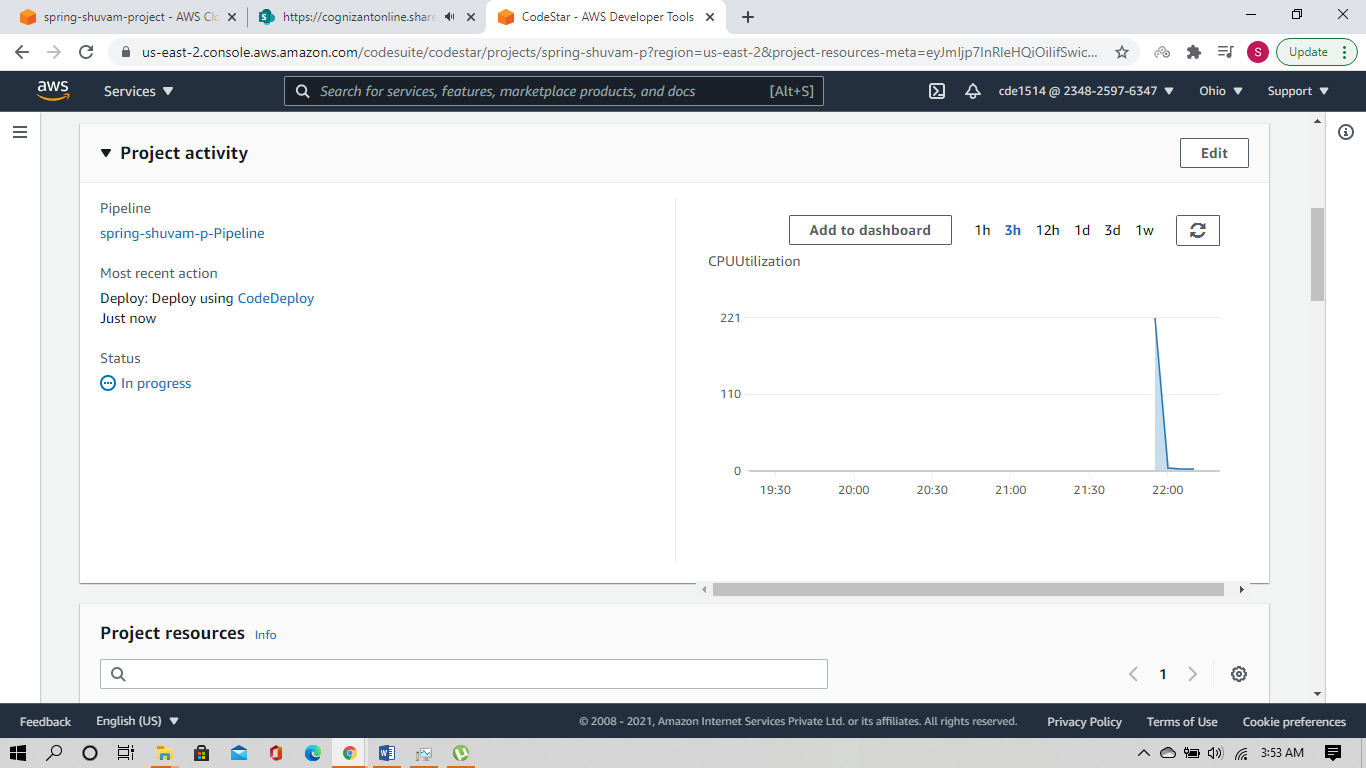 spring-shuvam-project - AWS Clo
https://cognizantonline.share
CodeStar - AWS Developer Tools
us-east-2.console.aws.amazon.com/codesuite/codestar/projects/spring-shuvam-p?region=us-east-2&project-resources-meta=eyJmIjp7InRleHQiOiIifSwic...
S
Update
aws
Services
Search for services, features, marketplace products, and docs
[Alt+S]
cde1514 @ 2348-2597-6347
Ohio
Support
Project activity
Edit
Pipeline
spring-shuvam-p-Pipeline
Most recent action
Deploy: Deploy using CodeDeploy
Just now
Status
In progress
Add to dashboard
1h 3h 12h 1d 3d 1w
CPUUtilization
221
110
0
19:30 20:00 20:30 21:00 21:30 22:00
Project resources Info
1
Feedback
English (US)
© 2008 - 2021, Amazon Internet Services Private Ltd. or its affiliates. All rights reserved.
Privacy Policy
Terms of Use
Cookie preferences
3:53 AM